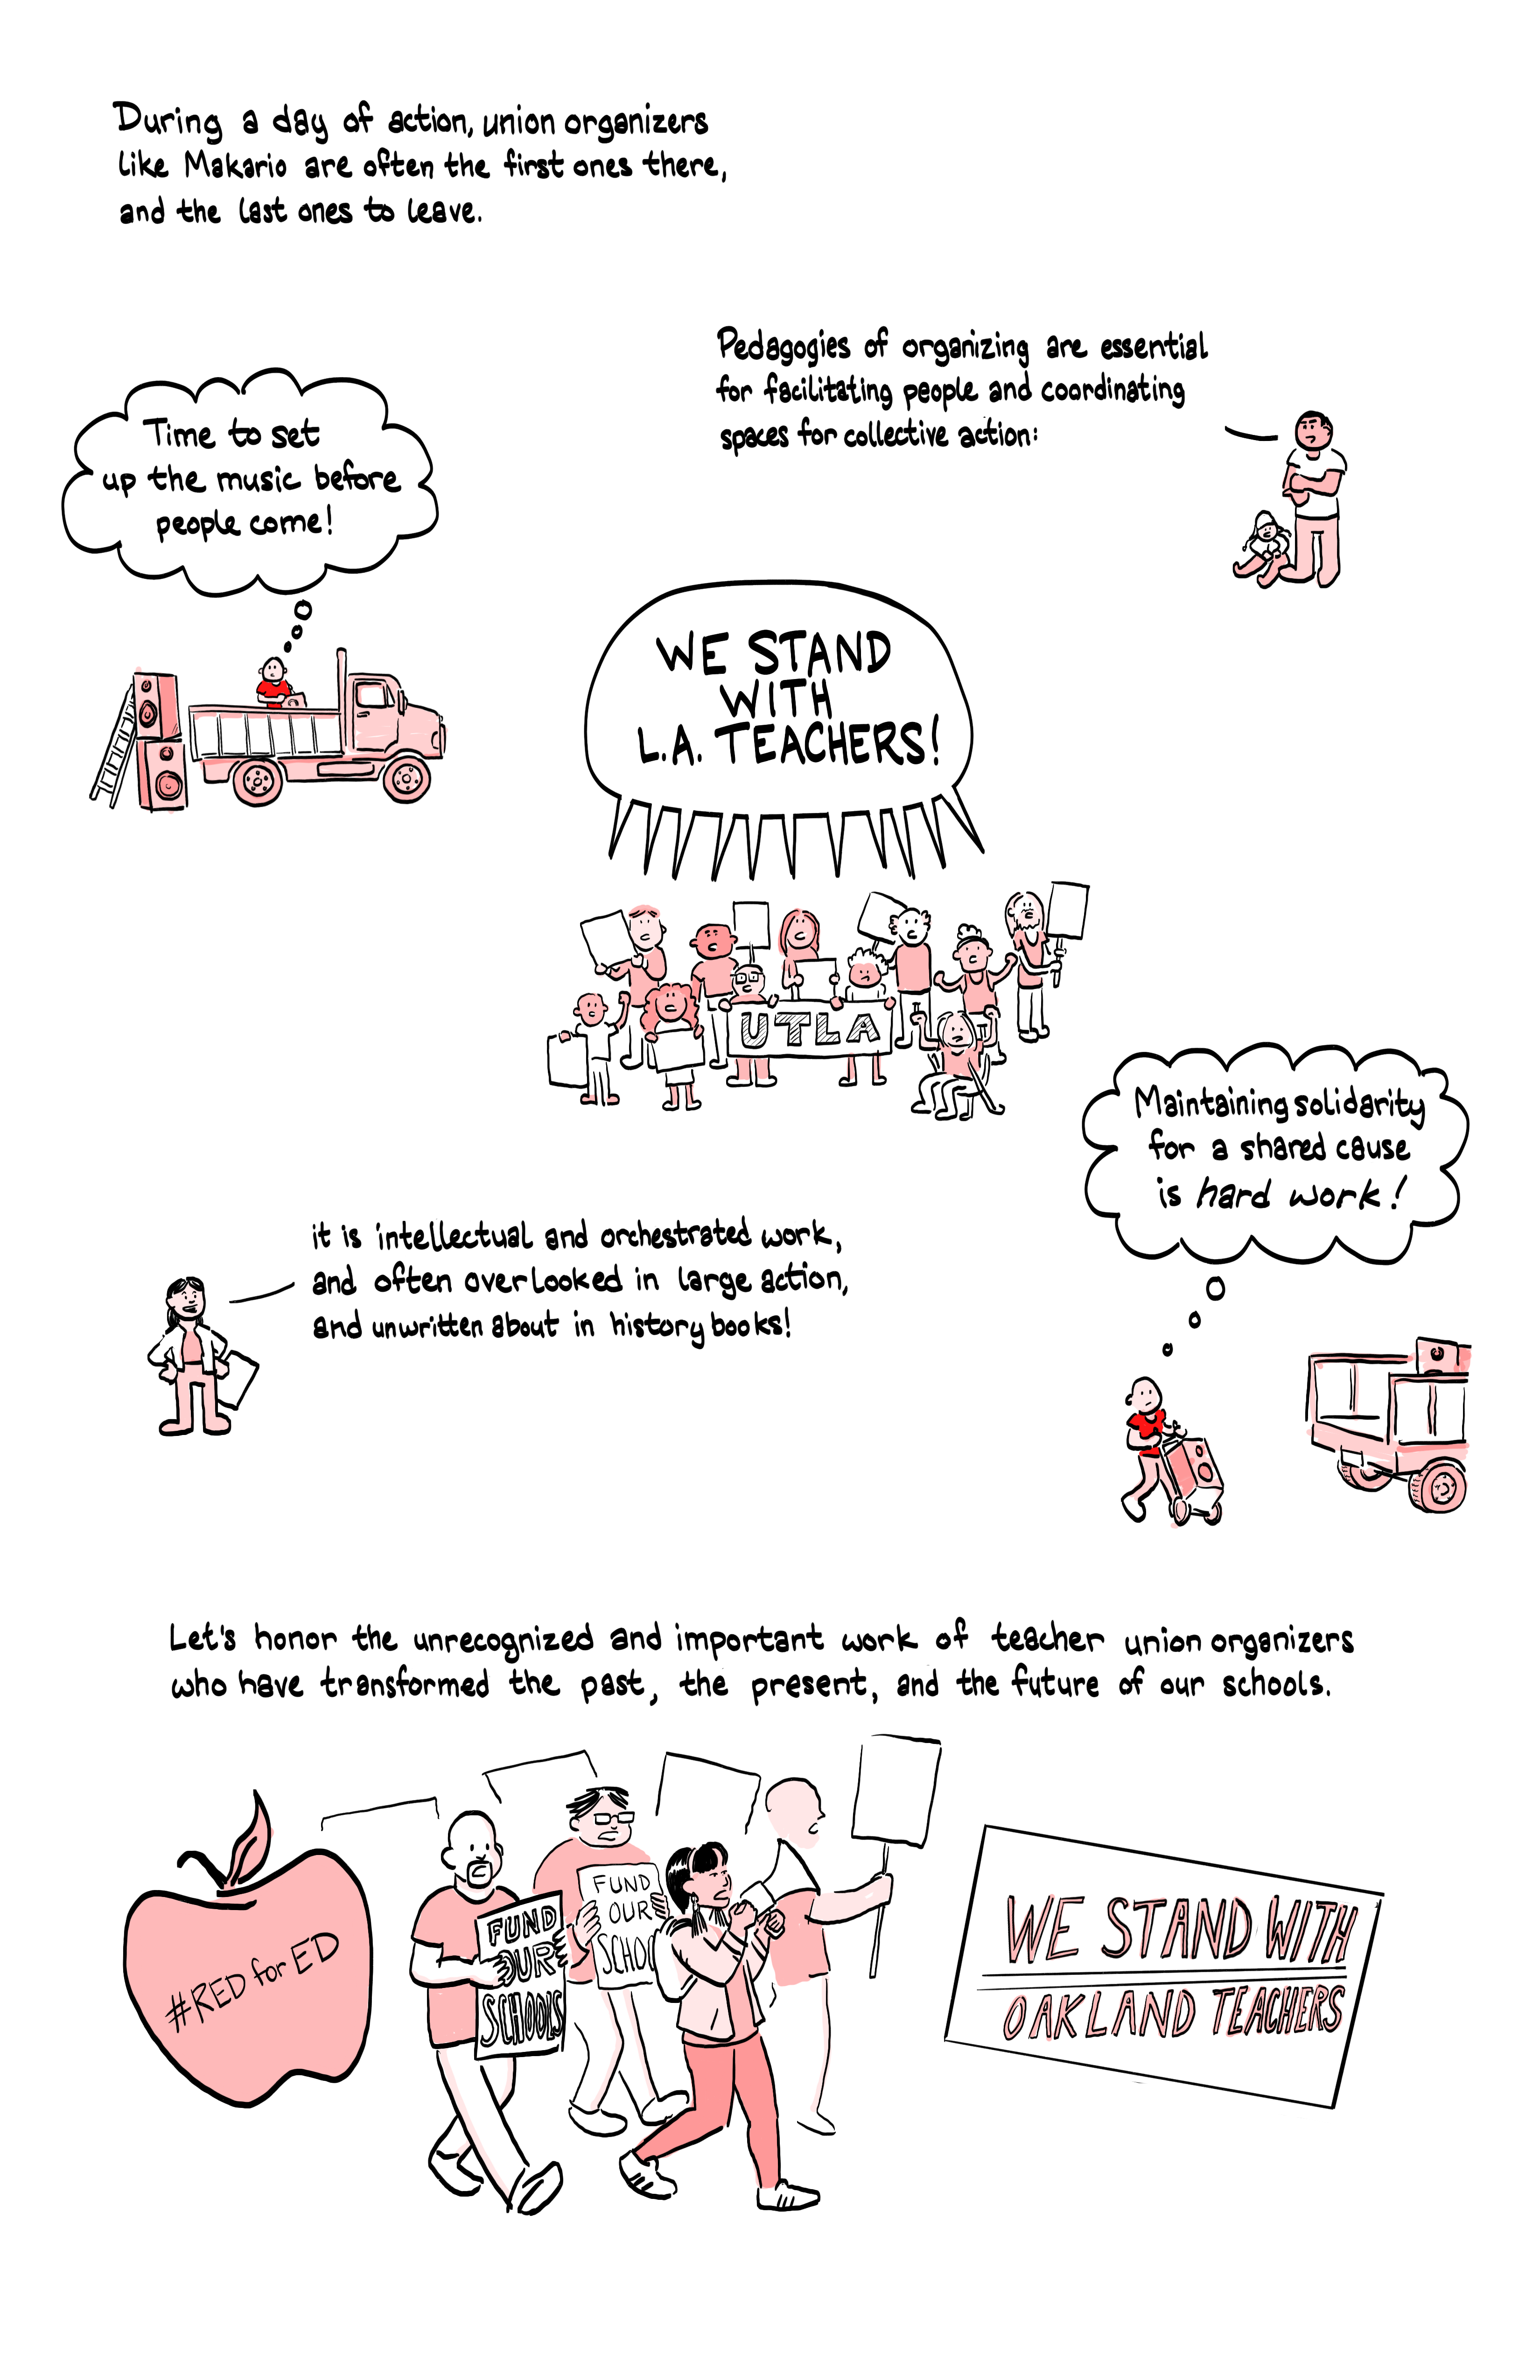 During a day of action, union organizers
like Makario are often the first ones there,
and the last ones to leave.
Pedagogies of organizing are essential
for facilitating people and coordinating
spaces for collective action:
Time to set
up the music before
people come!
WE STAND
WITH
L.A. TEACHERS!
UTLA
Maintaining solidarity
for a shared cause
is hard work!
it is intellectual and orchestrated work,
and often overlooked in large action,
and unwritten about in history books!
Let's honor the unrecognized and important work of teacher union organizers
who have transformed the past, the present, and the future of our schools.
#RED for ED
FUND
OUR
SCHOOLS
FUND
OUR
SCHOO
WE STAND WITH
OAKLAND TEACHERS